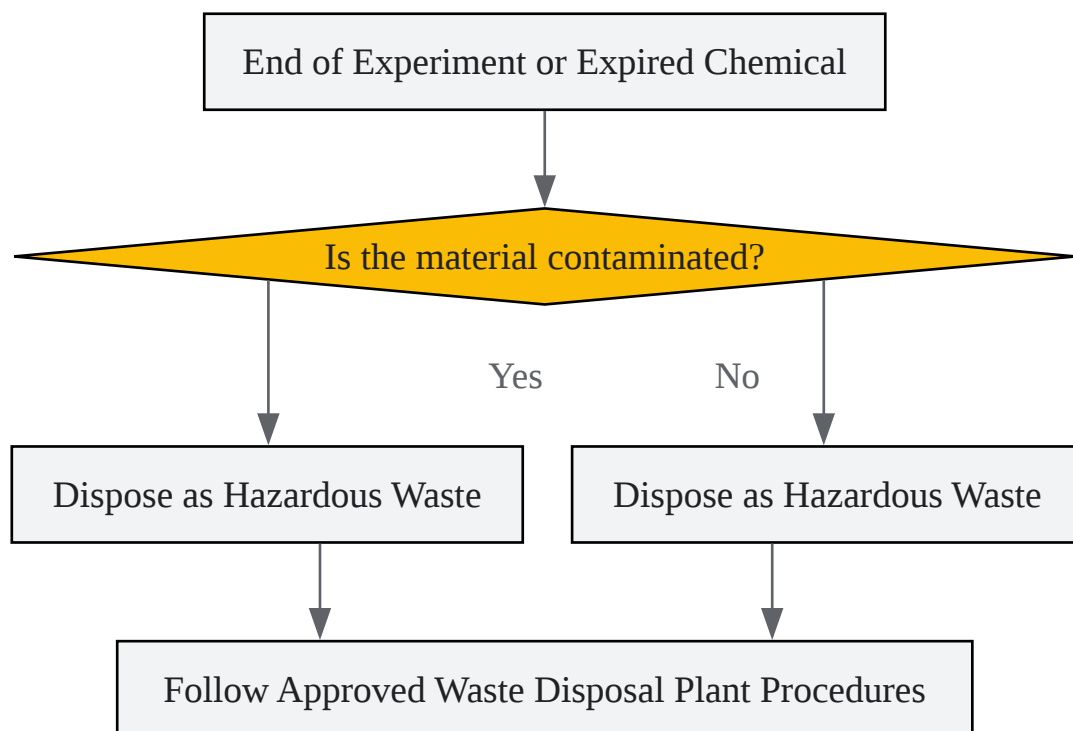 End of Experiment or Expired Chemical
Is the material contaminated?
Yes
No
Dispose as Hazardous Waste
Dispose as Hazardous Waste
Follow Approved Waste Disposal Plant Procedures